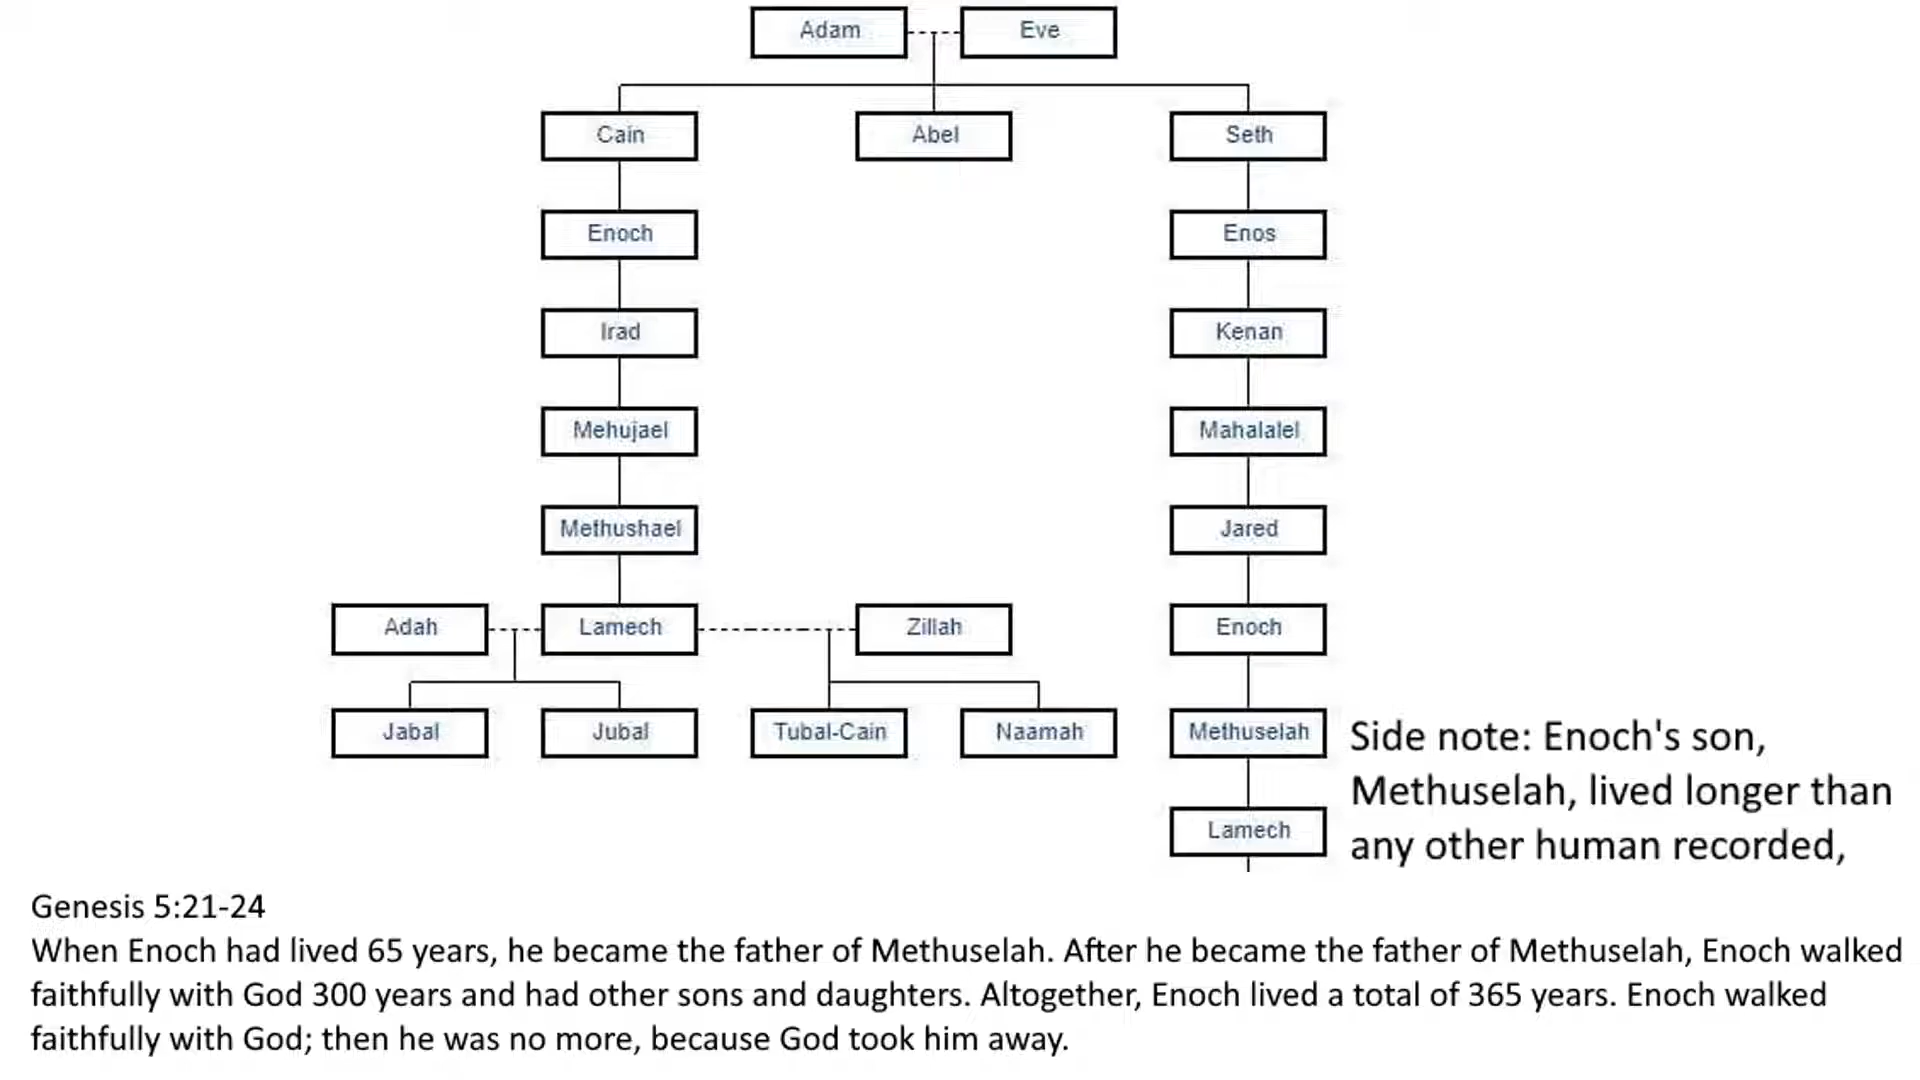 Adam Eve
Cain Abel Seth
Enoch Enos
Irad Kenan
Mehujael Mahalalel
Methushael Jared
Adah Lamech Zillah Enoch
Jabal Jubal Tubal-Cain Naamah Methuselah
Lamech
Side note: Enoch's son,
Methuselah, lived longer than
any other human recorded,
Genesis 5:21-24
When Enoch had lived 65 years, he became the father of Methuselah. After he became the father of Methuselah, Enoch walked
faithfully with God 300 years and had other sons and daughters. Altogether, Enoch lived a total of 365 years. Enoch walked
faithfully with God; then he was no more, because God took him away.